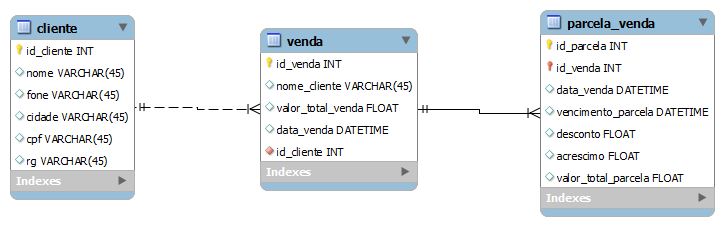 cliente
id_cliente INT
nome VARCHAR(45)
fone VARCHAR(45)
cidade VARCHAR(45)
cpf VARCHAR(45)
rg VARCHAR(45)
Indexes
venda
id_venda INT
nome_cliente VARCHAR(45)
valor_total_venda FLOAT
data_venda DATETIME
id_cliente INT
Indexes
parcela_venda
id_parcela INT
id_venda INT
data_venda DATETIME
vencimento_parcela DATETIME
desconto FLOAT
acrescimo FLOAT
valor_total_parcela FLOAT
Indexes